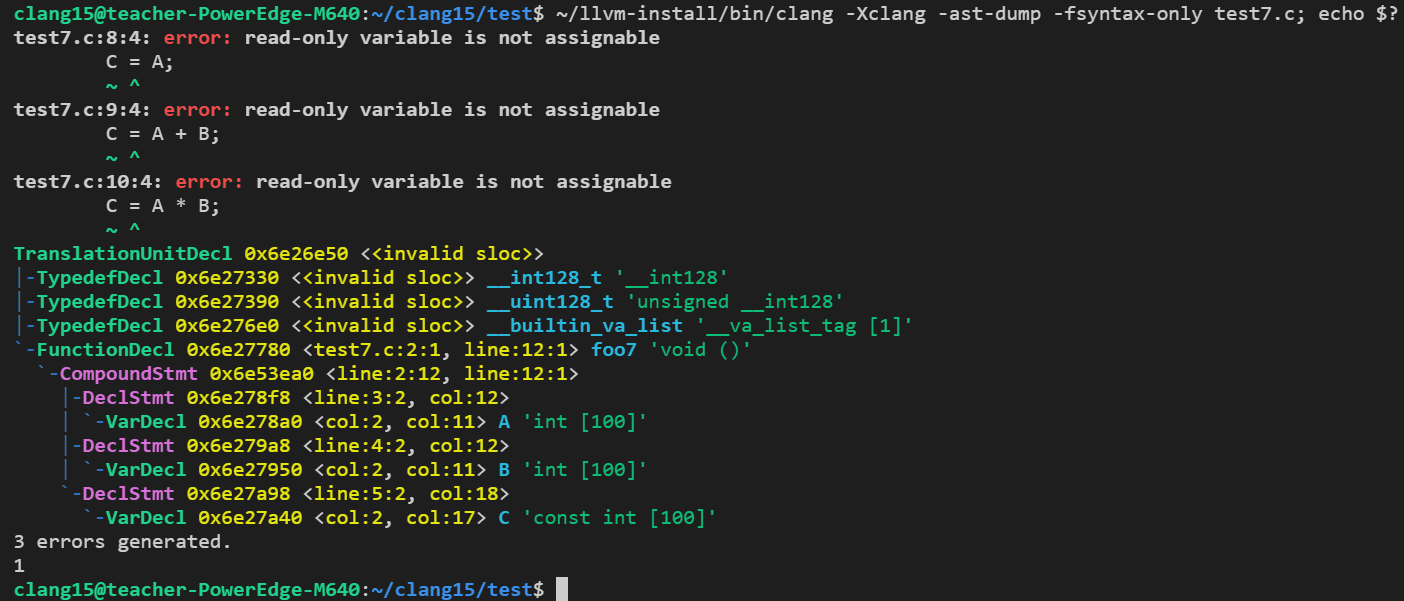 clang15@teacher-PowerEdge-M640:~/clang15/test$ ~/llvm-install/bin/clang -Xclang -ast-dump -fsyntax-only test7.c; echo $?
test7.c:8:4: error: read-only variable is not assignable
        C = A;
        ~ ^
test7.c:9:4: error: read-only variable is not assignable
        C = A + B;
        ~ ^
test7.c:10:4: error: read-only variable is not assignable
        C = A * B;
        ~ ^
TranslationUnitDecl 0x6e26e50 <<invalid sloc>>
|-TypedefDecl 0x6e27330 <<invalid sloc>> __int128_t '__int128'
|-TypedefDecl 0x6e27390 <<invalid sloc>> __uint128_t 'unsigned __int128'
|-TypedefDecl 0x6e276e0 <<invalid sloc>> __builtin_va_list '__va_list_tag [1]'
`-FunctionDecl 0x6e27780 <test7.c:2:1, line:12:1> foo7 'void ()'
  `-CompoundStmt 0x6e53ea0 <line:2:12, line:12:1>
    |-DeclStmt 0x6e278f8 <line:3:2, col:12>
    | `-VarDecl 0x6e278a0 <col:2, col:11> A 'int [100]'
    |-DeclStmt 0x6e279a8 <line:4:2, col:12>
    | `-VarDecl 0x6e27950 <col:2, col:11> B 'int [100]'
    `-DeclStmt 0x6e27a98 <line:5:2, col:18>
      `-VarDecl 0x6e27a40 <col:2, col:17> C 'const int [100]'
3 errors generated.
1
clang15@teacher-PowerEdge-M640:~/clang15/test$